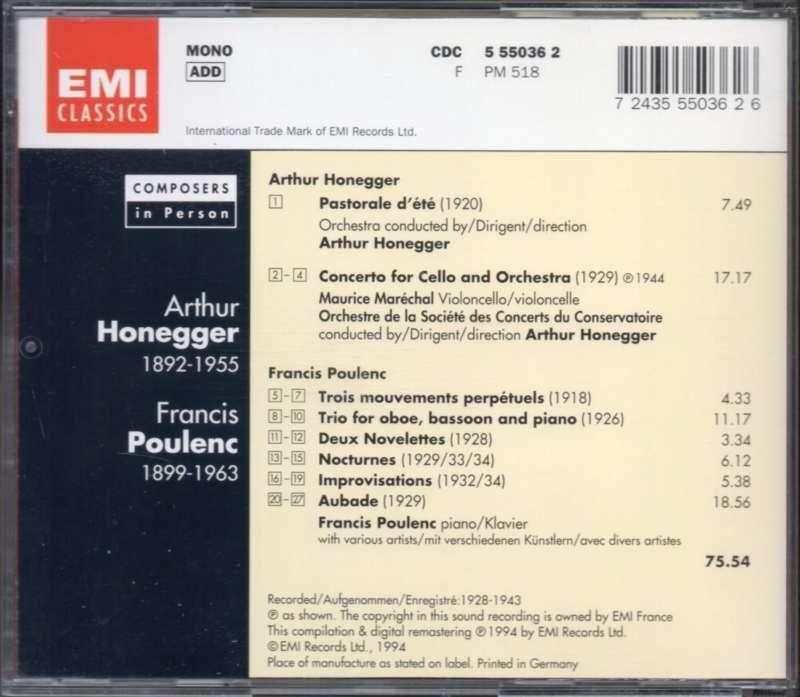 EMI
CLASSICS
MONO
ADD
International Trade Mark of EMI Records Ltd.
CDC 5 55036 2
F PM 518
7 24355 55036 2 6
COMPOSERS
in Person
Arthur
Honegger
1892-1955
Francis
Poulenc
1899-1963
Arthur Honegger
1 Pastorale d'été (1920) 7.49
Orchestra conducted by/Dirigent/direction
Arthur Honegger
2-4 Concerto for Cello and Orchestra (1929) ℗1944 17.17
Maurice Maréchal Violoncello/violoncelle
Orchestre de la Société des Concerts du Conservatoire
conducted by/Dirigent/direction Arthur Honegger
Francis Poulenc
5-7 Trois mouvements perpétuels (1918) 4.33
8-10 Trio for oboe, bassoon and piano (1926) 11.17
11-12 Deux Novelettes (1928) 3.34
13-15 Nocturnes (1929/33/34) 6.12
16-19 Improvisations (1932/34) 5.38
20-27 Aubade (1929) 18.56
Francis Poulenc piano/Klavier
with various artists/mit verschiedenen Künstlern/avec divers artistes
75.54
Recorded/Aufgenommen/Enregistré:1928-1943
℗ as shown. The copyright in this sound recording is owned by EMI France
This compilation & digital remastering ℗1994 by EMI Records Ltd.
©EMI Records Ltd., 1994
Place of manufacture as stated on label. Printed in Germany